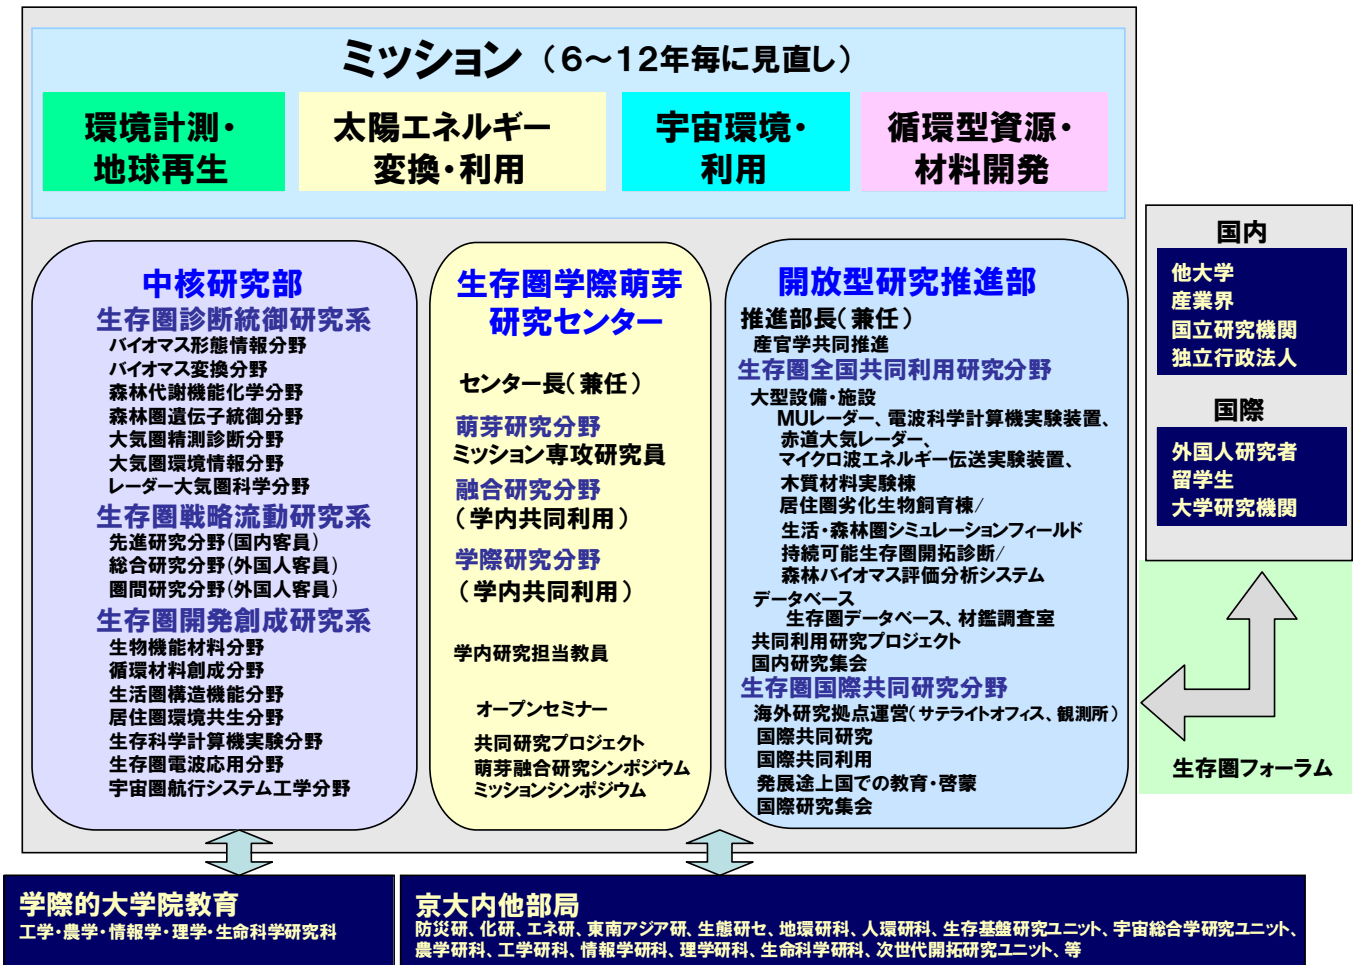 ミッション（６～１２年毎に見直し）
環境計測・
地球再生
太陽エネルギー
変換・利用
宇宙環境・
利用
循環型資源・
材料開発
中核研究部
生存圏診断統御研究系
バイオマス形態情報分野
バイオマス変換分野
森林代謝機能化学分野
森林圏遺伝子統御分野
大気圏精測診断分野
大気圏環境情報分野
レーダー大気圏科学分野
生存圏戦略流動研究系
先進研究分野(国内客員)
総合研究分野(外国人客員)
圏間研究分野(外国人客員)
生存圏開発創成研究系
生物機能材料分野
循環材料創成分野
生活圏構造機能分野
居住圏環境共生分野
生存科学計算機実験分野
生存圏電波応用分野
宇宙圏航行システム工学分野
生存圏学際萌芽
研究センター
センター長（兼任）
萌芽研究分野
ミッション専攻研究員
融合研究分野
（学内共同利用）
学際研究分野
（学内共同利用）
学内研究担当教員
オープンセミナー
共同研究プロジェクト
萌芽融合研究シンポジウム
ミッションシンポジウム
開放型研究推進部
推進部長（兼任）
産官学共同推進
生存圏全国共同利用研究分野
大型設備・施設
MUレーダー、電波科学計算機実験装置、
赤道大気レーダー、
マイクロ波エネルギー伝送実験装置、
木質材料実験棟
居住圏劣化生物飼育棟/
生活・森林圏シミュレーションフィールド
持続可能生存圏開拓診断/
森林バイオマス評価分析システム
データベース
生存圏データベース、材鑑調査室
共同利用研究プロジェクト
国内研究集会
生存圏国際共同研究分野
海外研究拠点運営（サテライトオフィス、観測所）
国際共同研究
国際共同利用
発展途上国での教育・啓蒙
国際研究集会
国内
他大学
産業界
国立研究機関
独立行政法人
国際
外国人研究者
留学生
大学研究機関
生存圏フォーラム
学際的大学院教育
工学・農学・情報学・理学・生命科学研究科
京大内他部局
防災研、化研、エネ研、東南アジア研、生態研セ、地環研科、人環研科、生存基盤研究ユニット、宇宙総合学研究ユニット、
農学研科、工学研科、情報学研科、理学研科、生命科学研科、次世代開拓研究ユニット、等